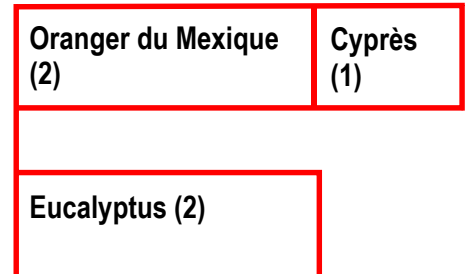 Oranger du Mexique
(2)
Cyprès
(1)
Eucalyptus (2)